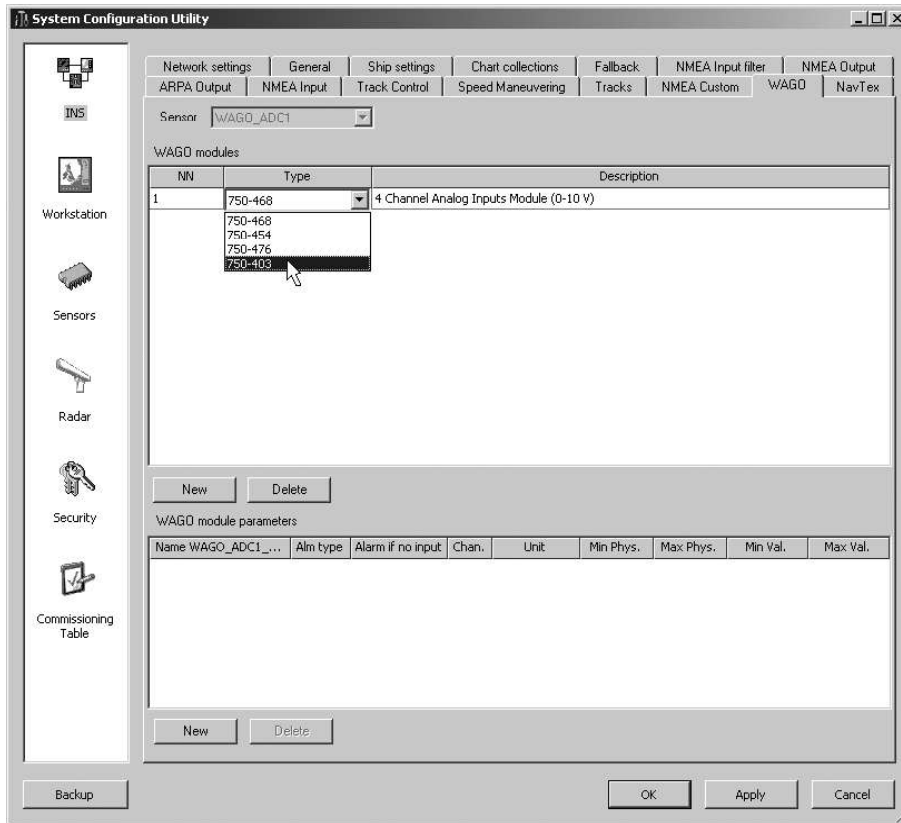 System Configuration Utility
INS
Workstation
Sensors
Radar
Security
Commissioning
Table
Network settings General Ship settings Chart collections Fallback NMEA Input filter NMEA Output
ARPA Output NMEA Input Track Control Speed Maneuvering Tracks NMEA Custom WAGO NavTex
Sensor WAGO_ADC1
WAGO modules
NN Type Description
1 750-468 4 Channel Analog Inputs Module (0-10 V)
750-468
750-454
750-476
750-403
New Delete
WAGO module parameters
Name WAGO_ADC1_... Alm type Alarm if no input Chan. Unit Min Phys. Max Phys. Min Val. Max Val.
New Delete
Backup OK Apply Cancel